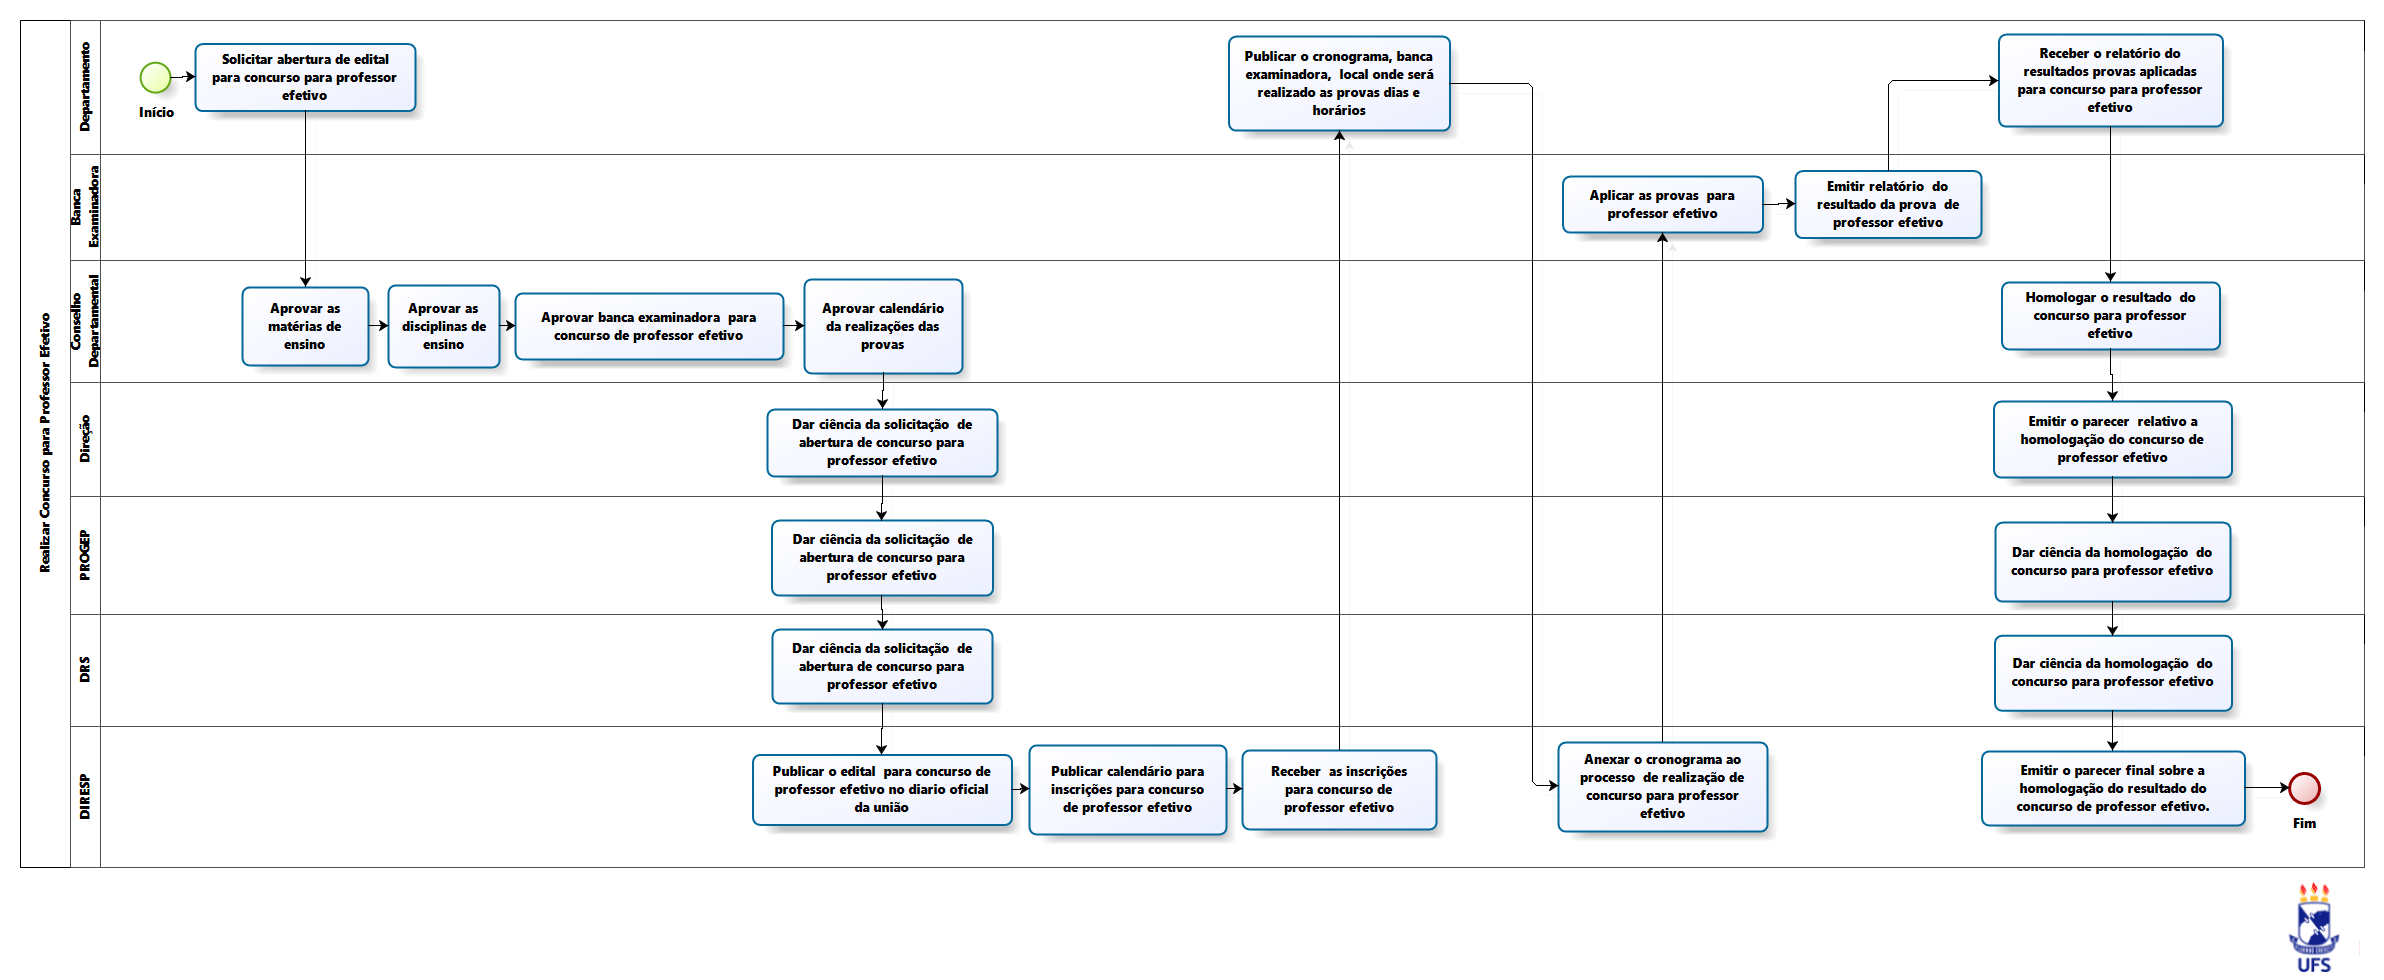 Realizar Concurso para Professor Efetivo
Departamento
Início
Solicitar abertura de edital
para concurso para professor
efetivo
Publicar o cronograma, banca
examinadora, local onde será
realizado as provas dias e
horários
Receber o relatório do
resultados provas aplicadas
para concurso para professor
efetivo
Banca
Examinadora
Aplicar as provas para
professor efetivo
Emitir relatório do
resultado da prova de
professor efetivo
Conselho
Departamental
Aprovar as
matérias de
ensino
Aprovar as
disciplinas de
ensino
Aprovar banca examinadora para
concurso de professor efetivo
Aprovar calendário
da realizações das
provas
Homologar o resultado do
concurso para professor
efetivo
Direção
Dar ciência da solicitação de
abertura de concurso para
professor efetivo
Emitir o parecer relativo a
homologação do concurso de
professor efetivo
PROGEP
Dar ciência da solicitação de
abertura de concurso para
professor efetivo
Dar ciência da homologação do
concurso para professor efetivo
DRS
Dar ciência da solicitação de
abertura de concurso para
professor efetivo
Dar ciência da homologação do
concurso para professor efetivo
DIRESP
Publicar o edital para concurso de
professor efetivo no diario oficial
da união
Publicar calendário para
inscrições para concurso
de professor efetivo
Receber as inscrições
para concurso de
professor efetivo
Anexar o cronograma ao
processo de realização de
concurso para professor
efetivo
Emitir o parecer final sobre a
homologação do resultado do
concurso de professor efetivo.
Fim
UFS